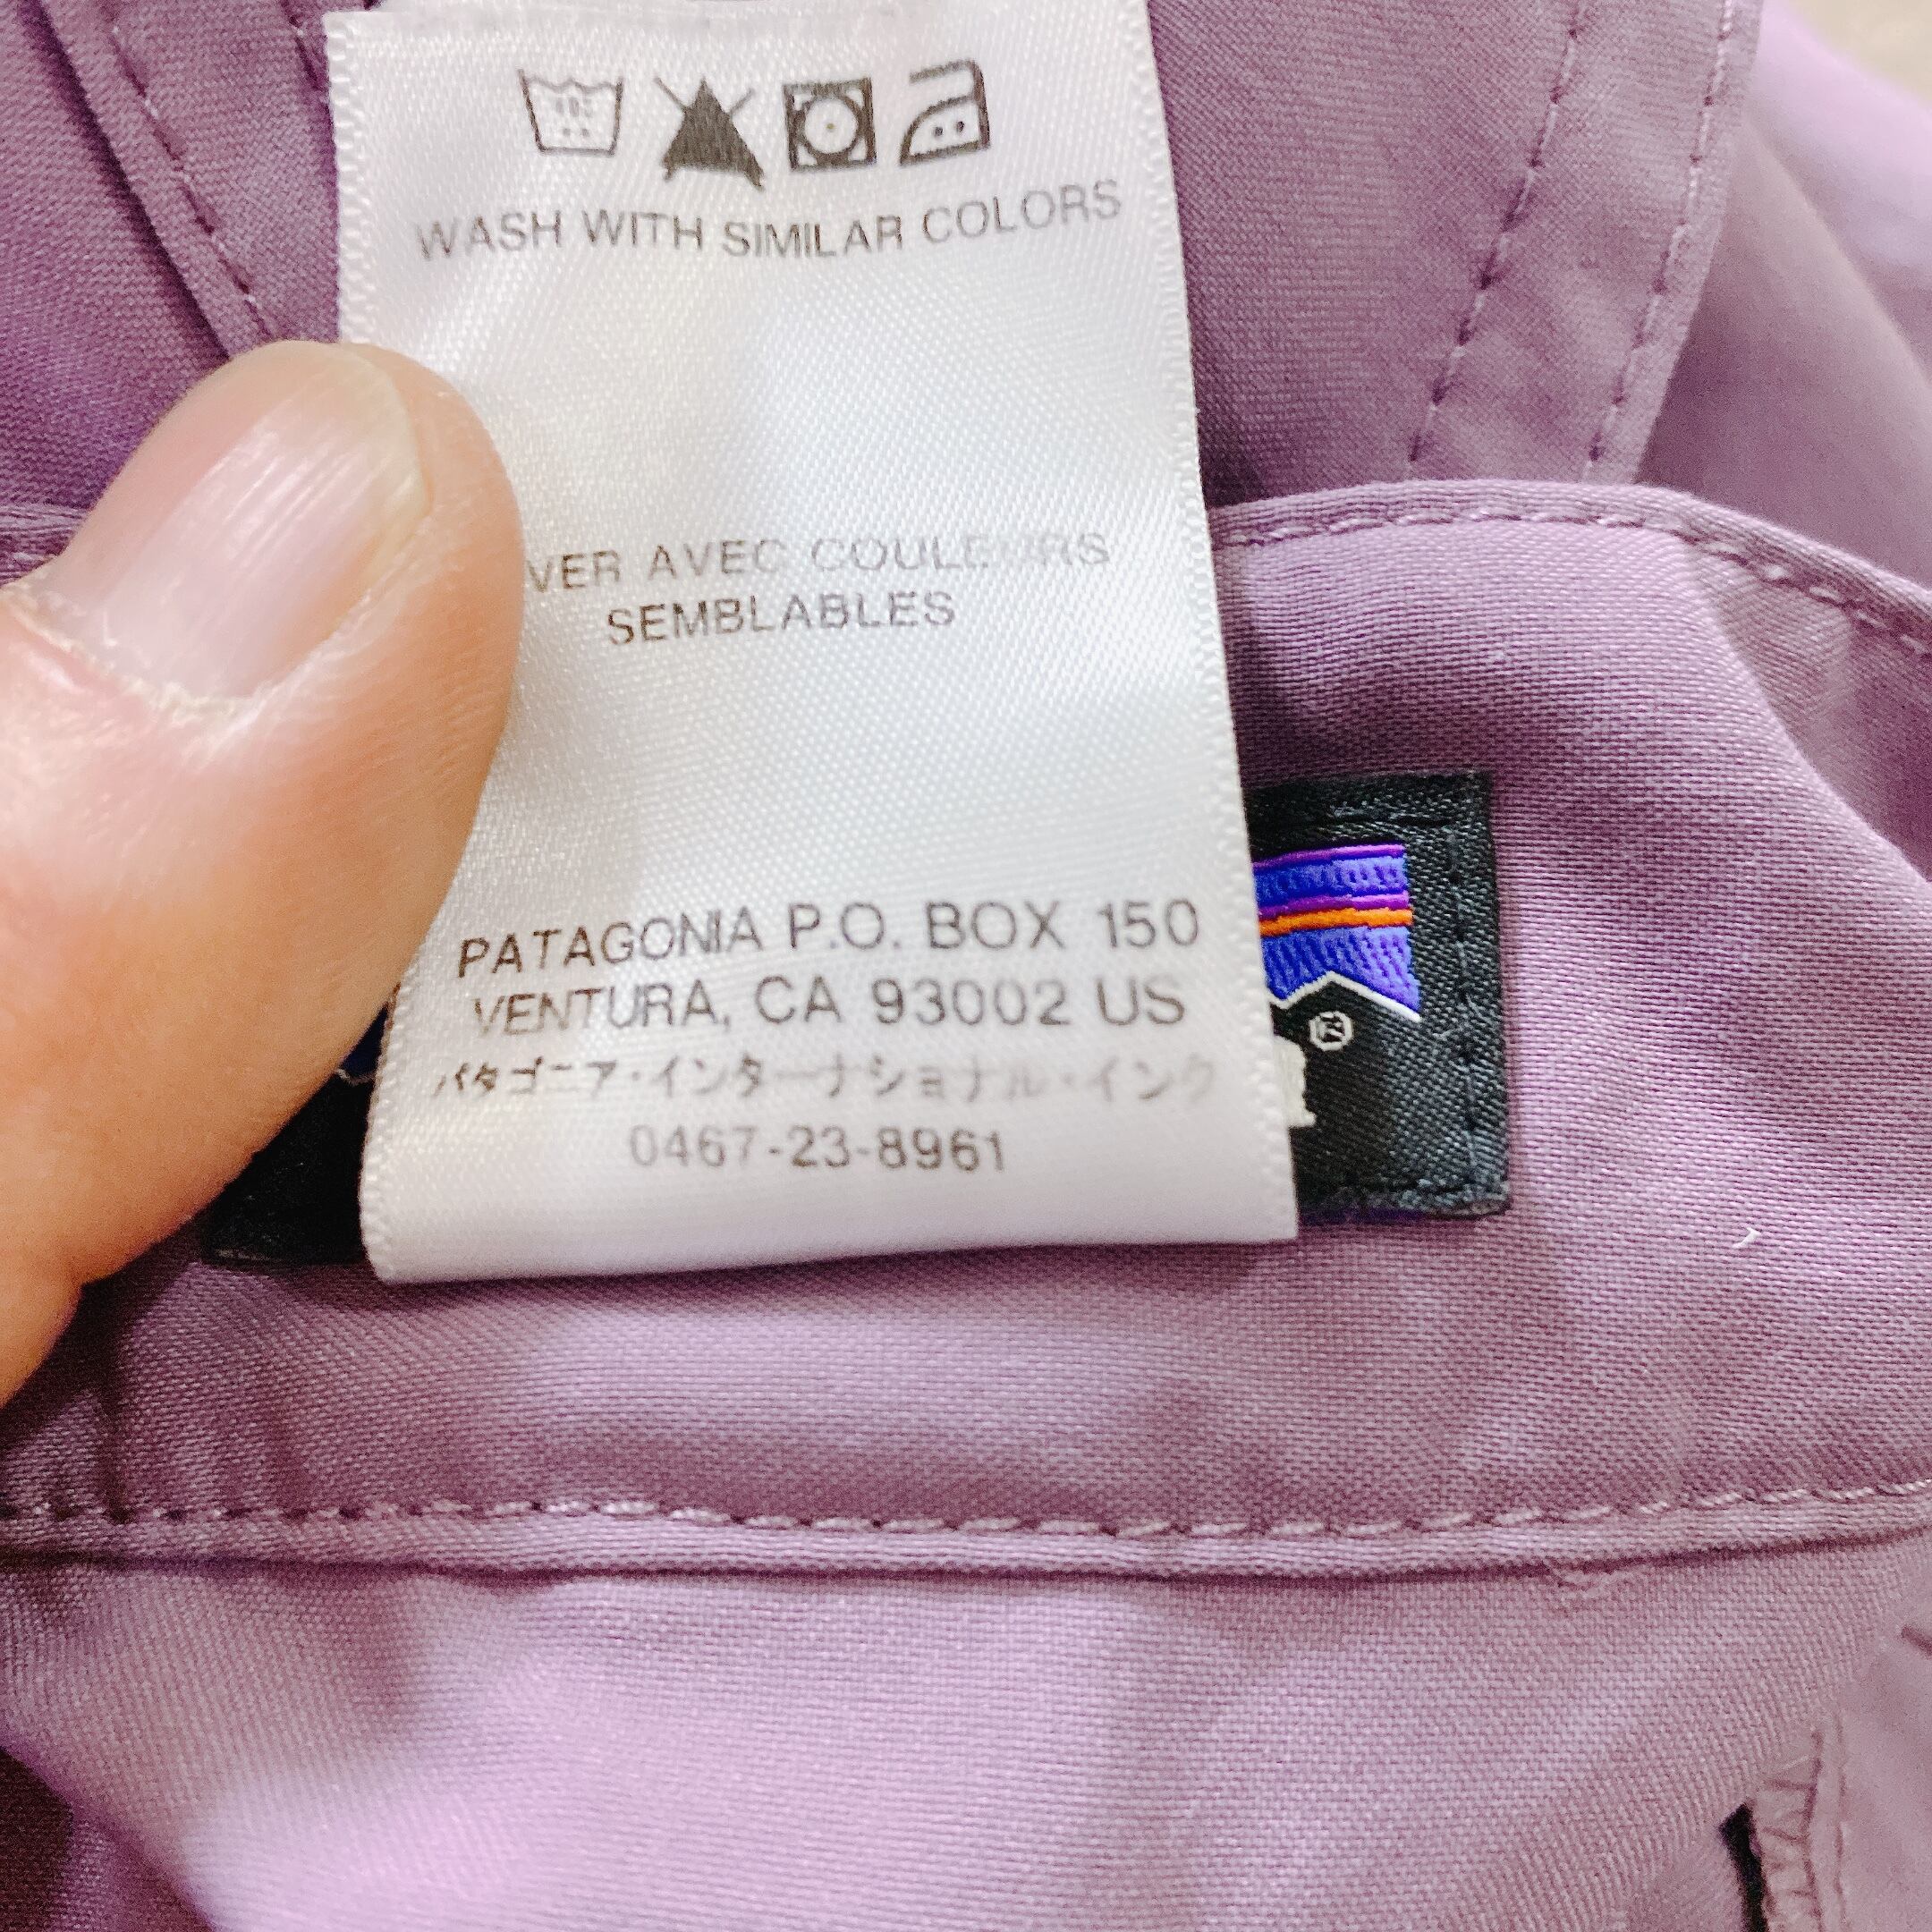 WASH WITH SIMILAR COLORS
VER AVEC COULEURS
SEMBLABLES
PATAGONIA P.O. BOX 150
VENTURA, CA 93002 US
パタゴニア・インターナショナル・インク
0467-23-8961
®